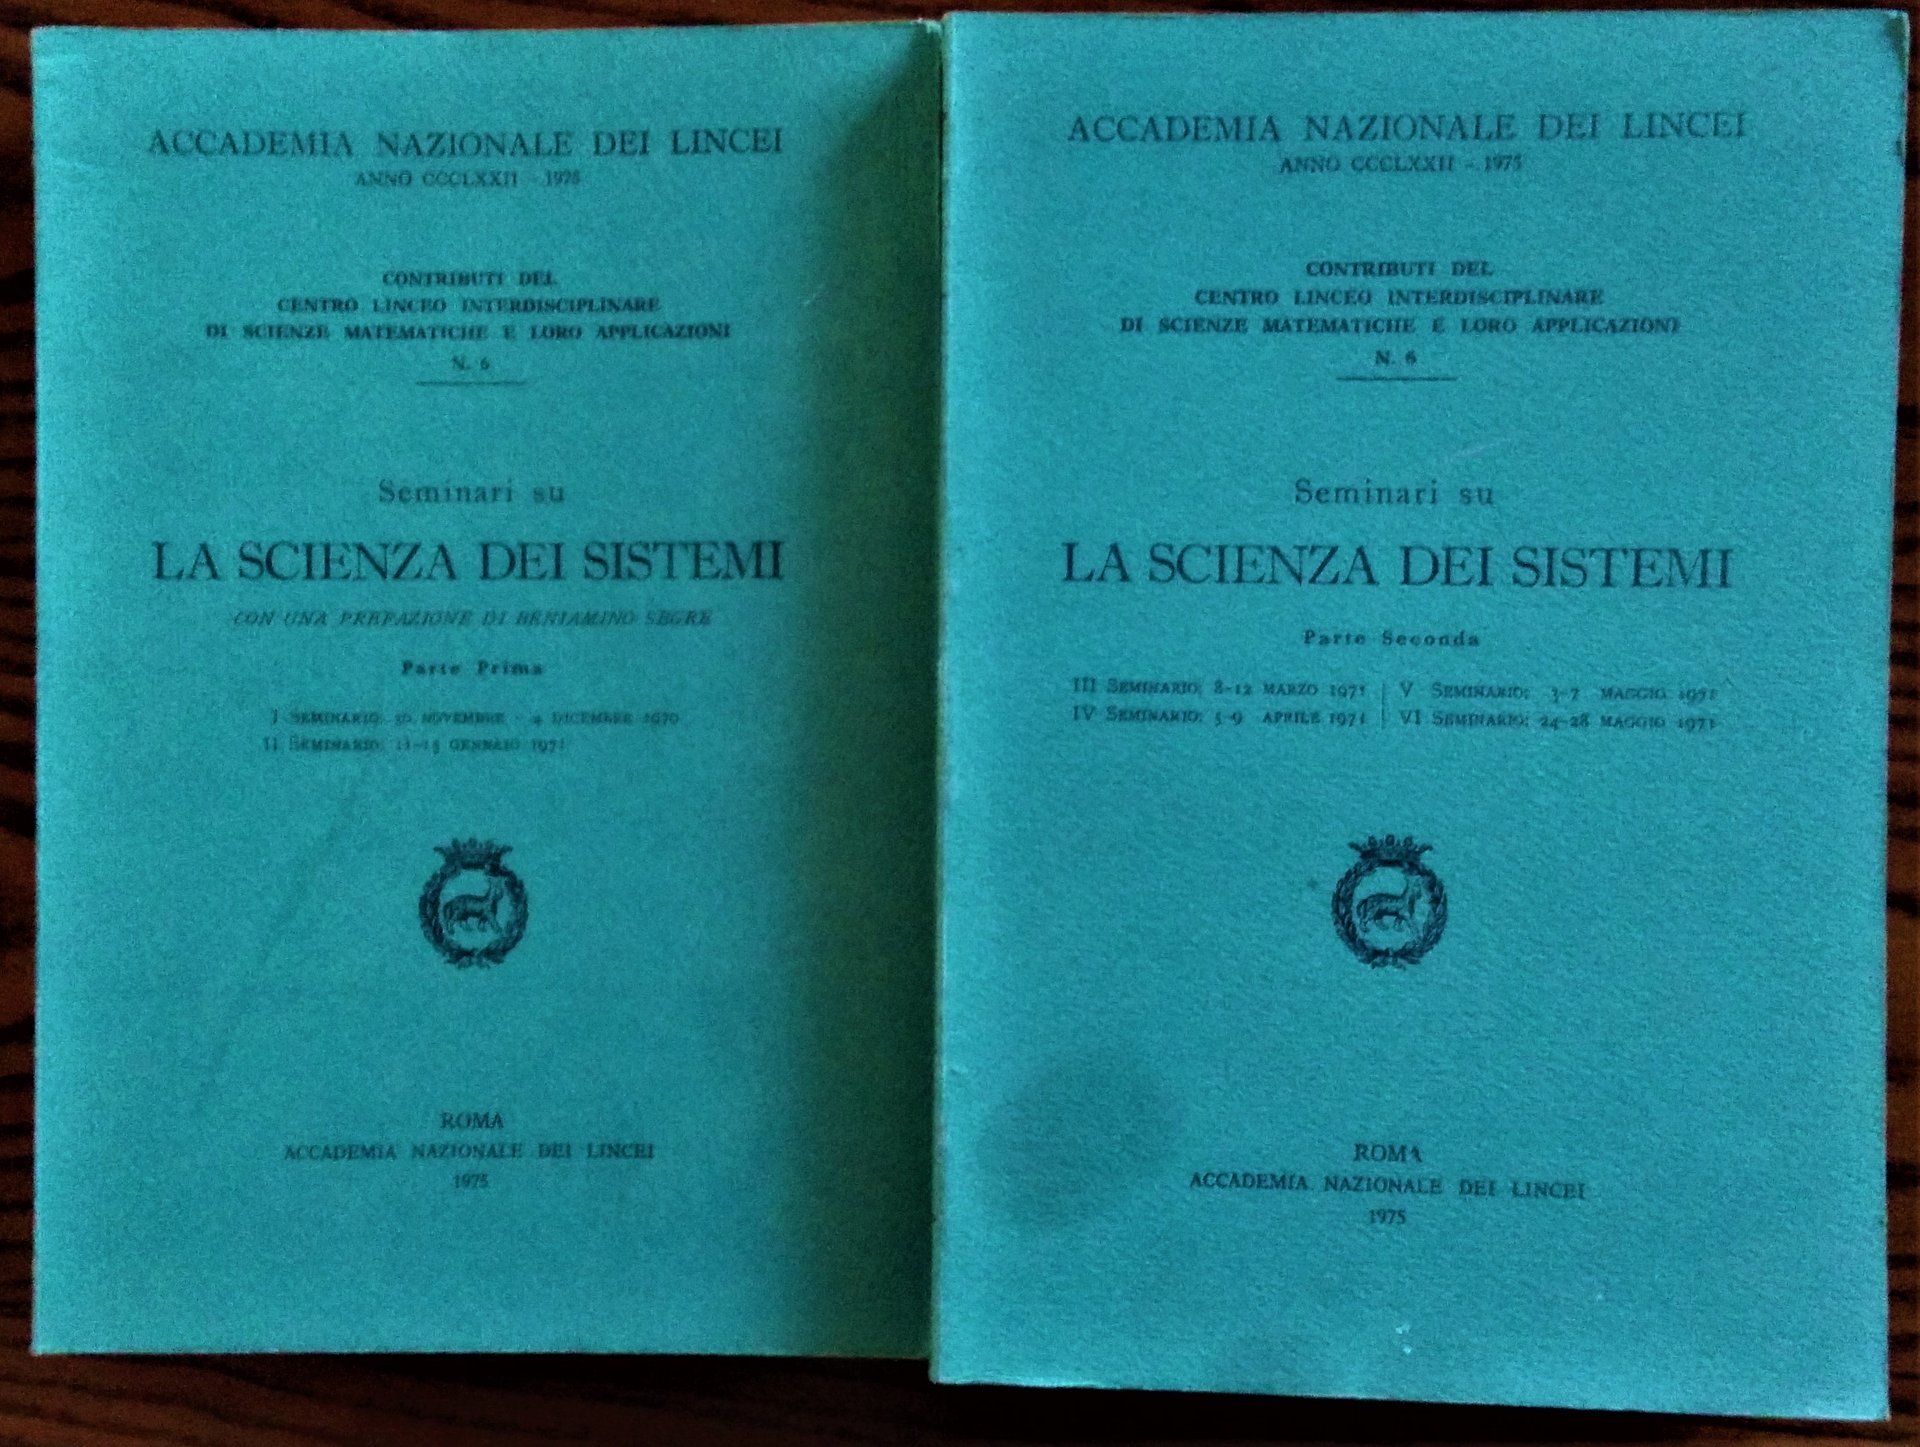 ACCADEMIA NAZIONALE DEI LINCEI
ANNO CCCLXXII - 1975
CONTRIBUTI DEL
CENTRO LINCEO INTERDISCIPLINARE
DI SCIENZE MATEMATICHE E LORO APPLICAZIONI
N. 6
Seminari su
LA SCIENZA DEI SISTEMI
CON UNA PREFAZIONE DI BENIAMINO SEGRE
Parte Prima
I SEMINARIO: 30 NOVEMBRE - 4 DICEMBRE 1970
II SEMINARIO: 11-15 GENNAIO 1971
ROMA
ACCADEMIA NAZIONALE DEI LINCEI
1975
ACCADEMIA NAZIONALE DEI LINCEI
ANNO CCCLXXII - 1975
CONTRIBUTI DEL
CENTRO LINCEO INTERDISCIPLINARE
DI SCIENZE MATEMATICHE E LORO APPLICAZIONI
N. 6
Seminari su
LA SCIENZA DEI SISTEMI
Parte Seconda
III SEMINARIO: 8-12 MARZO 1971 | V SEMINARIO: 3-7 MAGGIO 1971
IV SEMINARIO: 5-9 APRILE 1971 | VI SEMINARIO: 24-28 MAGGIO 1971
ROMA
ACCADEMIA NAZIONALE DEI LINCEI
1975